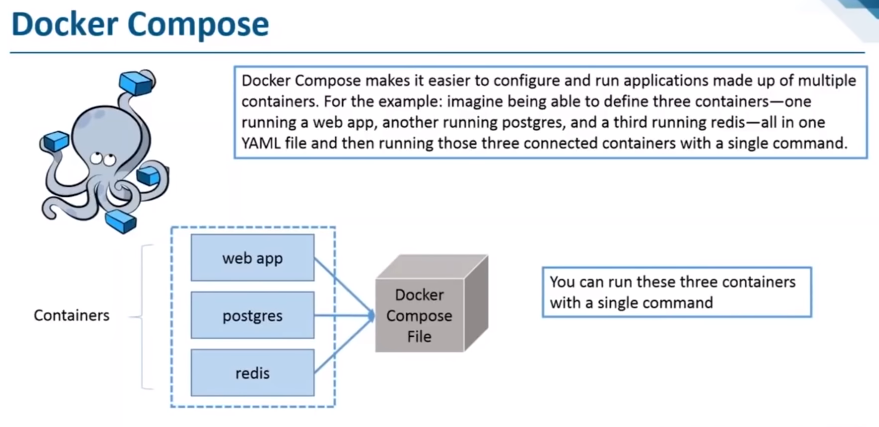 Docker Compose
Docker Compose makes it easier to configure and run applications made up of multiple
containers. For the example: imagine being able to define three containers—one
running a web app, another running postgres, and a third running redis—all in one
YAML file and then running those three connected containers with a single command.
Containers
web app
postgres
redis
Docker
Compose
File
You can run these three containers
with a single command